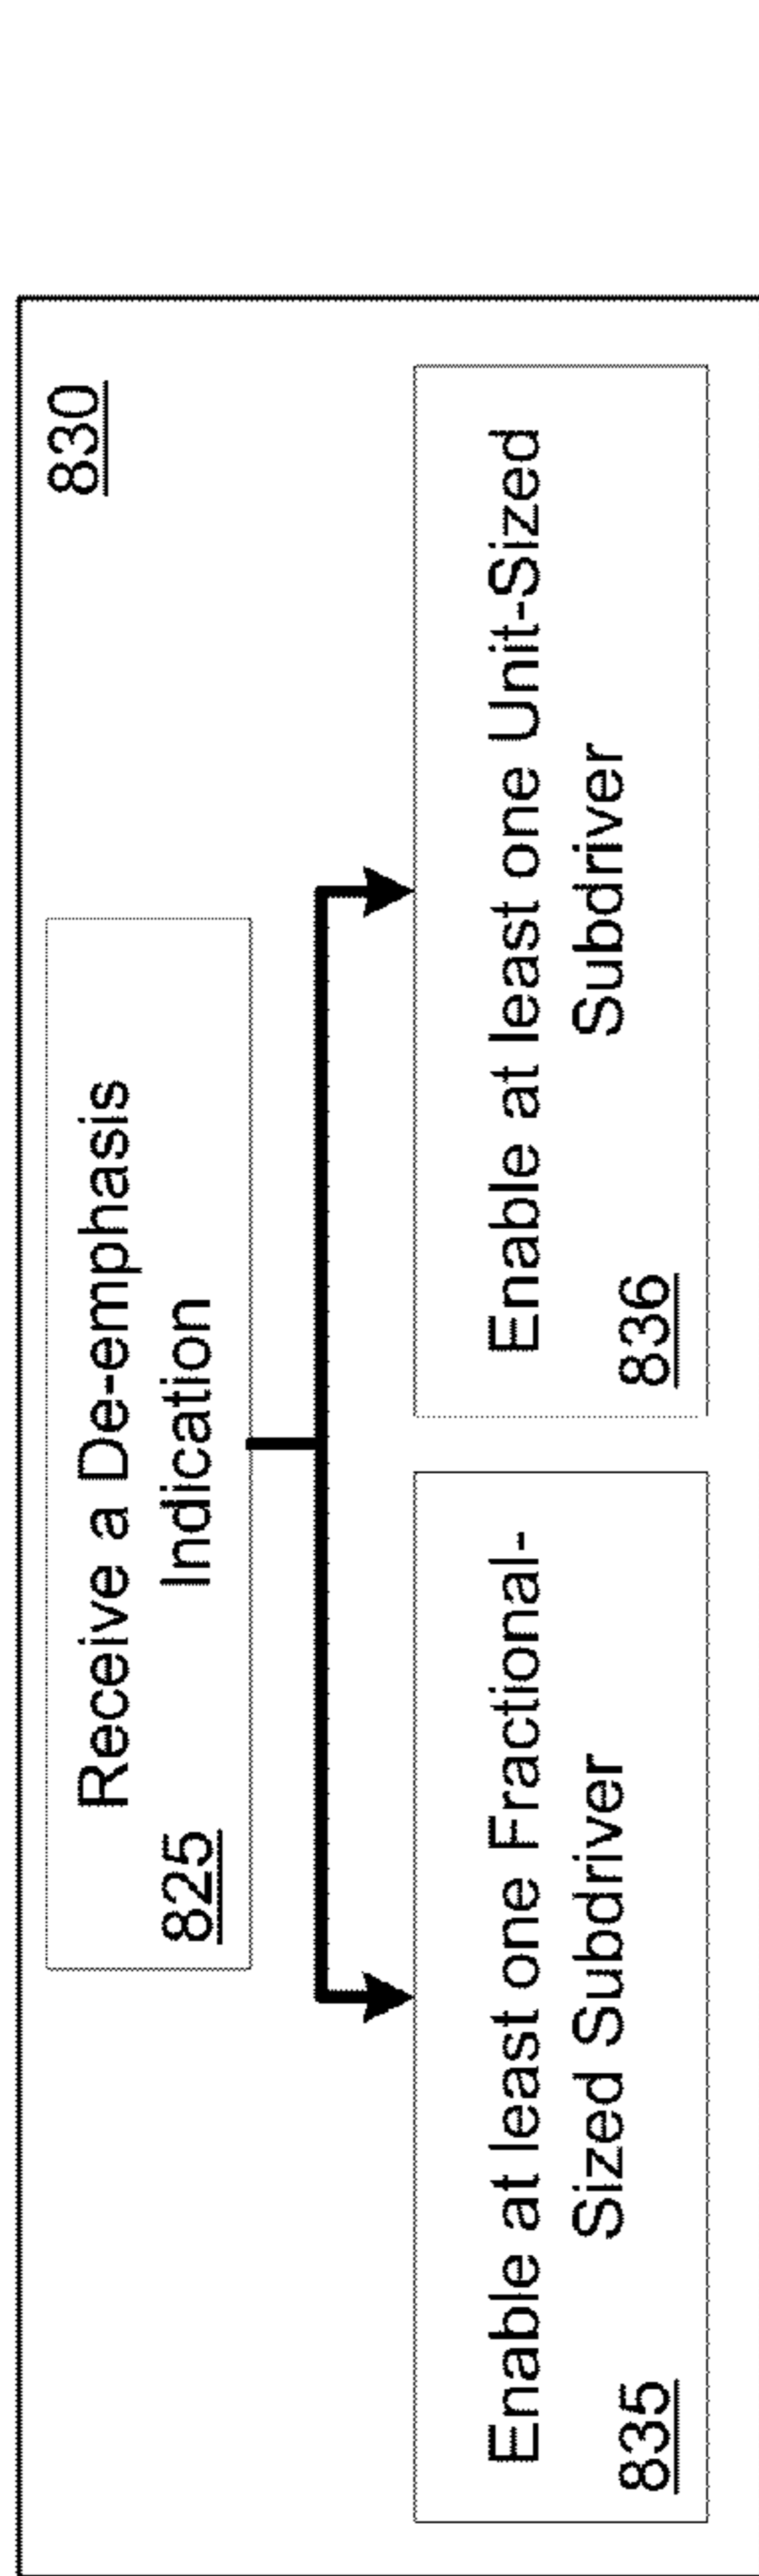 830
Receive a De-emphasis
Indication
825
Enable at least one Fractional-
Sized Subdriver
835
Enable at least one Unit-Sized
Subdriver
836